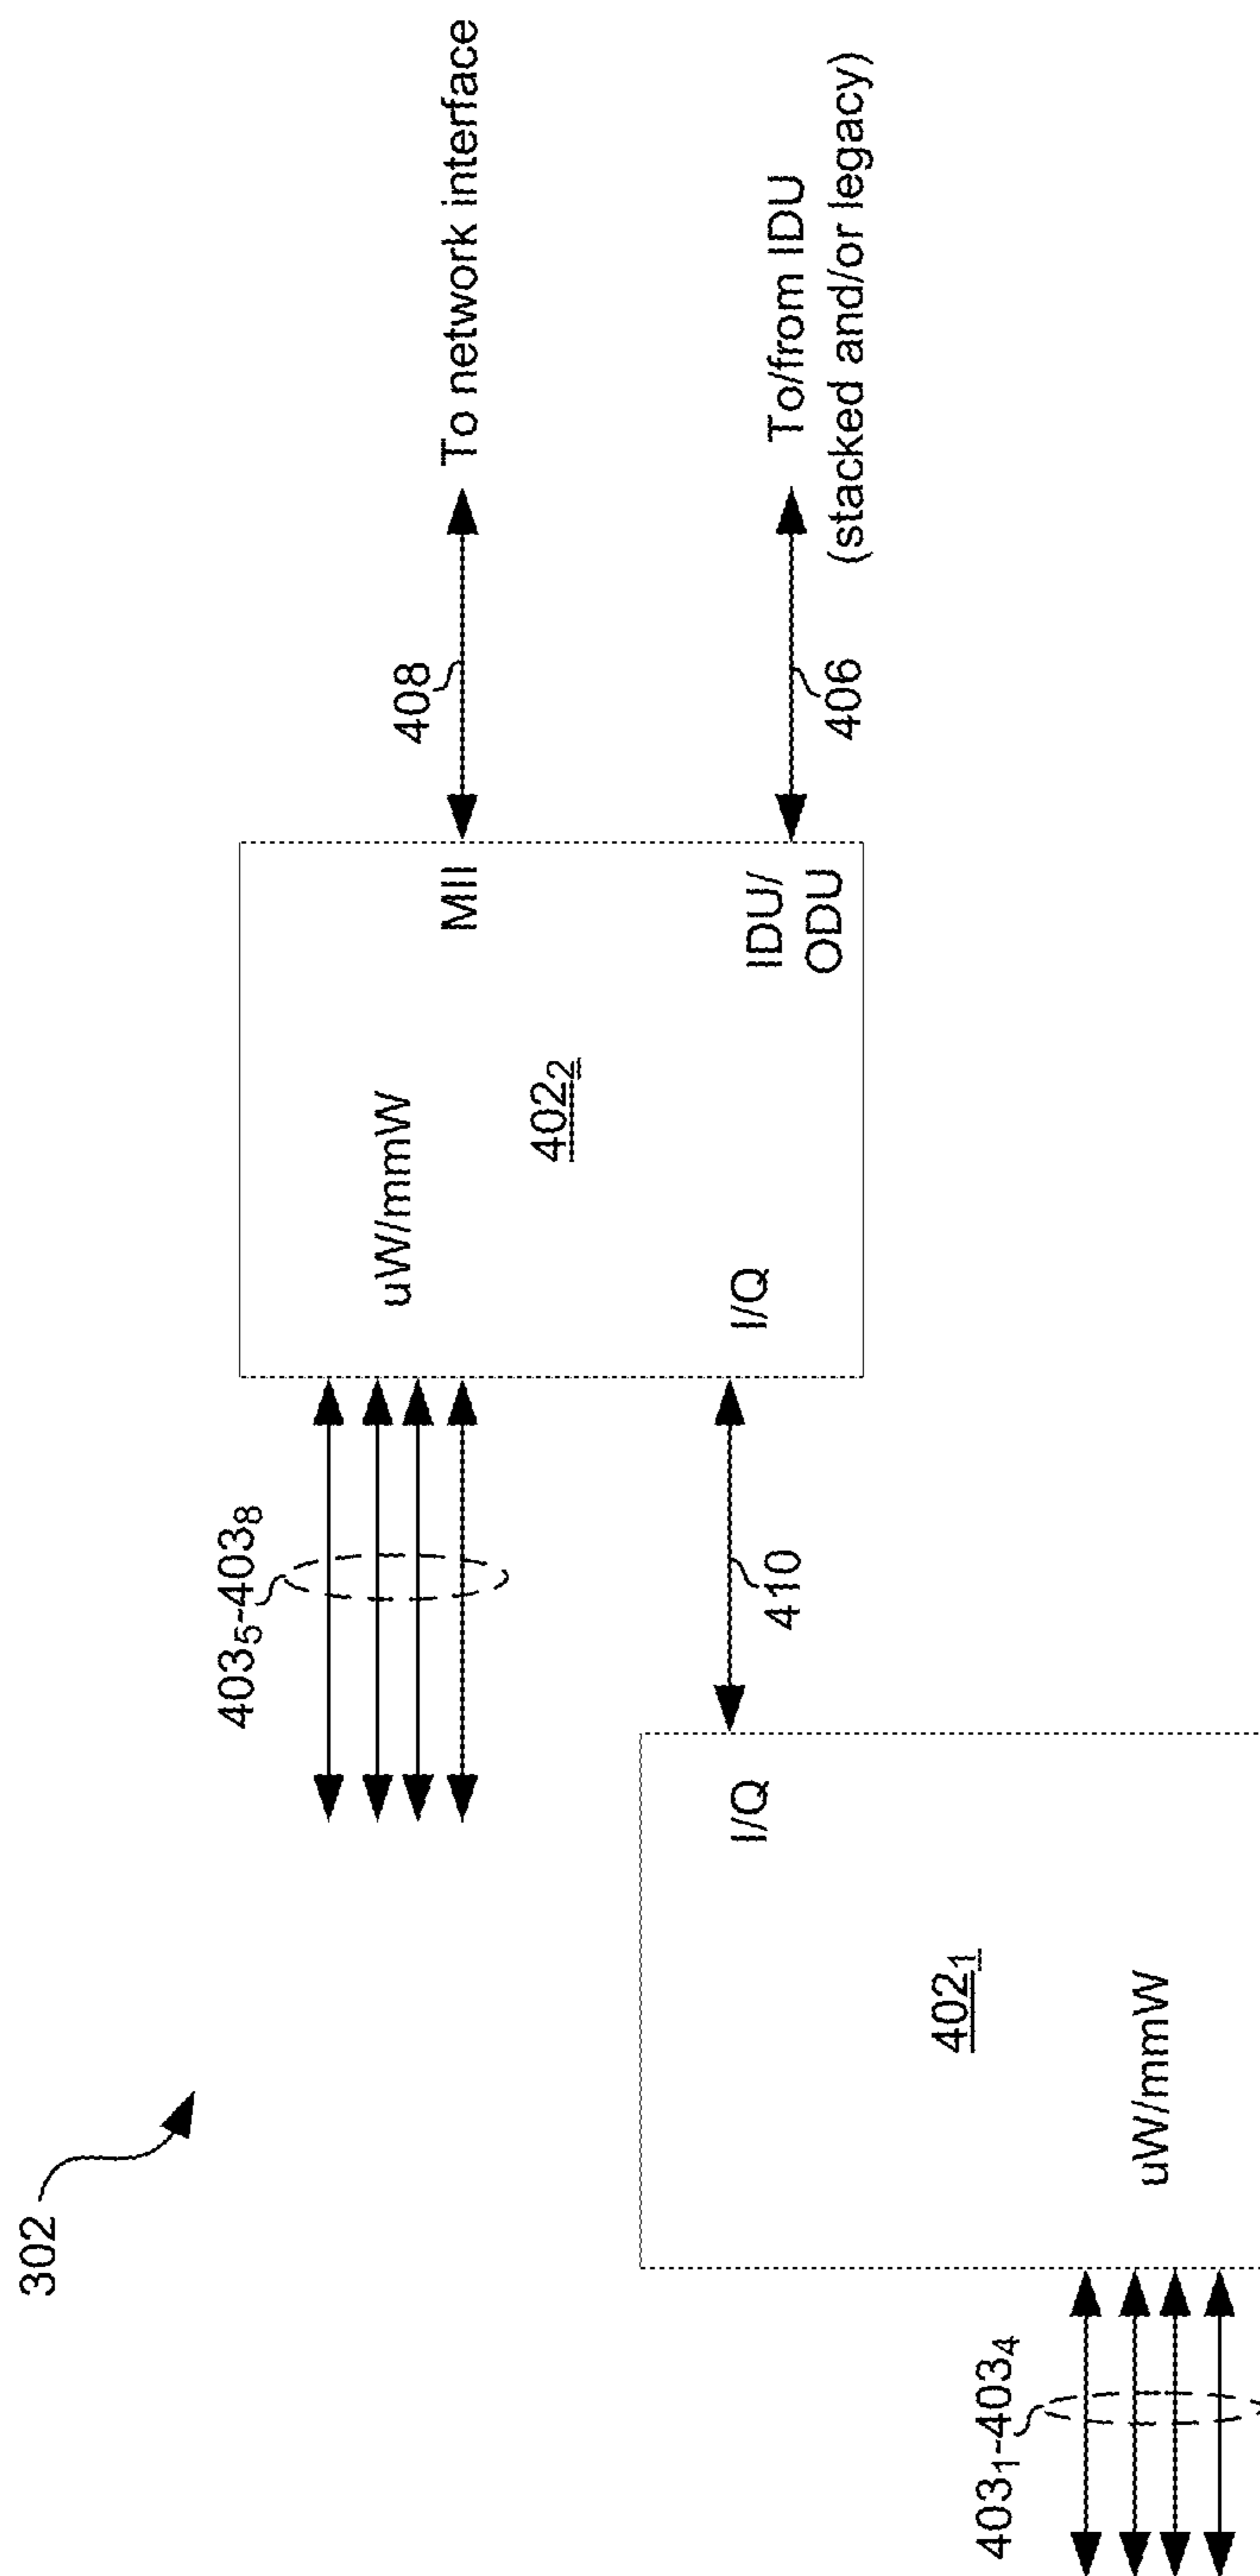 302
403₅-403₈
uW/mmW
MII
408
To network interface
402₂
I/Q
410
I/Q
IDU/
ODU
406
To/from IDU
(stacked and/or legacy)
402₁
403₁-403₄
uW/mmW